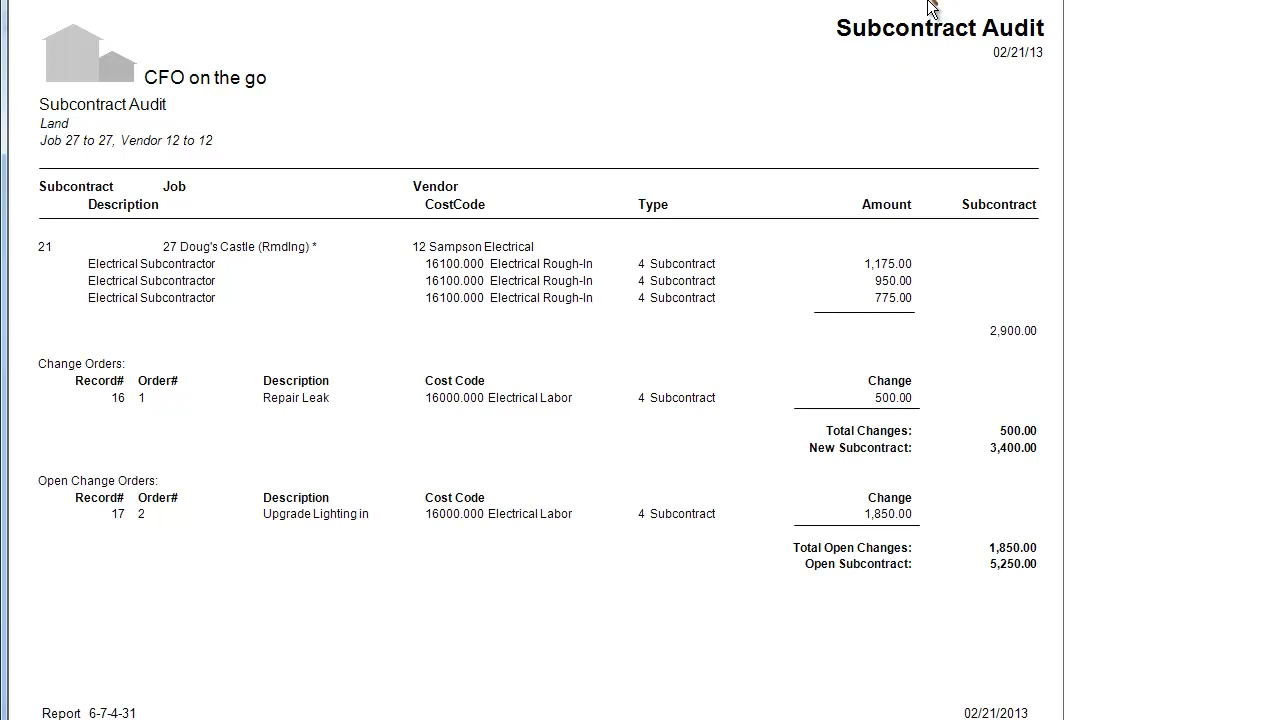 Subcontract Audit
02/21/13
CFO on the go
Subcontract Audit
Land
Job 27 to 27, Vendor 12 to 12
Subcontract Job Vendor
Description CostCode Type Amount Subcontract
21 27 Doug's Castle (Rmdlng) * 12 Sampson Electrical
Electrical Subcontractor 16100.000 Electrical Rough-In 4 Subcontract 1,175.00
Electrical Subcontractor 16100.000 Electrical Rough-In 4 Subcontract 950.00
Electrical Subcontractor 16100.000 Electrical Rough-In 4 Subcontract 775.00
2,900.00
Change Orders:
Record# Order# Description Cost Code Change
16 1 Repair Leak 16000.000 Electrical Labor 4 Subcontract 500.00
Total Changes: 500.00
New Subcontract: 3,400.00
Open Change Orders:
Record# Order# Description Cost Code Change
17 2 Upgrade Lighting in 16000.000 Electrical Labor 4 Subcontract 1,850.00
Total Open Changes: 1,850.00
Open Subcontract: 5,250.00
Report 6-7-4-31 02/21/2013